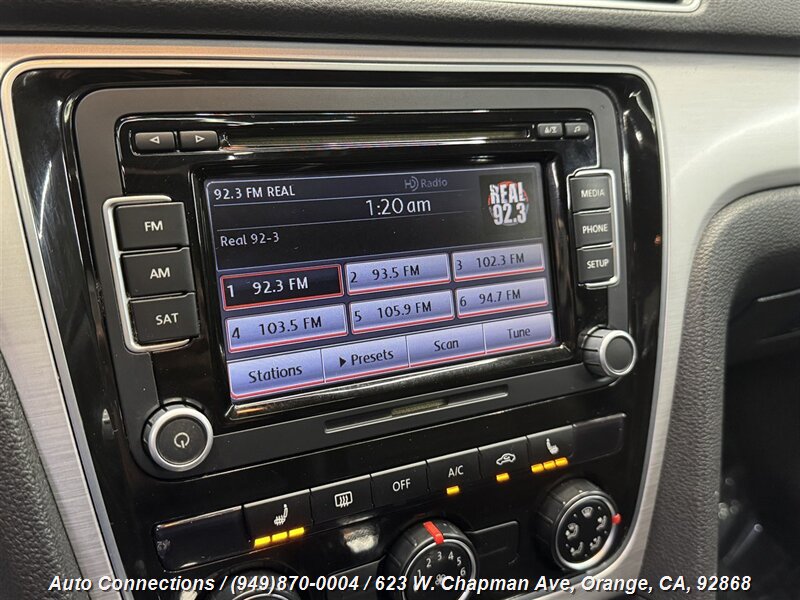 92.3 FM REAL
HD Radio
1:20 am
REAL
92.3
Real 92-3
1 92.3 FM
2 93.5 FM
3 102.3 FM
4 103.5 FM
5 105.9 FM
6 94.7 FM
Stations
Presets
Scan
Tune
FM
AM
SAT
MEDIA
PHONE
SETUP
OFF
A/C
Auto Connections / (949)870-0004 / 623 W. Chapman Ave, Orange, CA, 92868